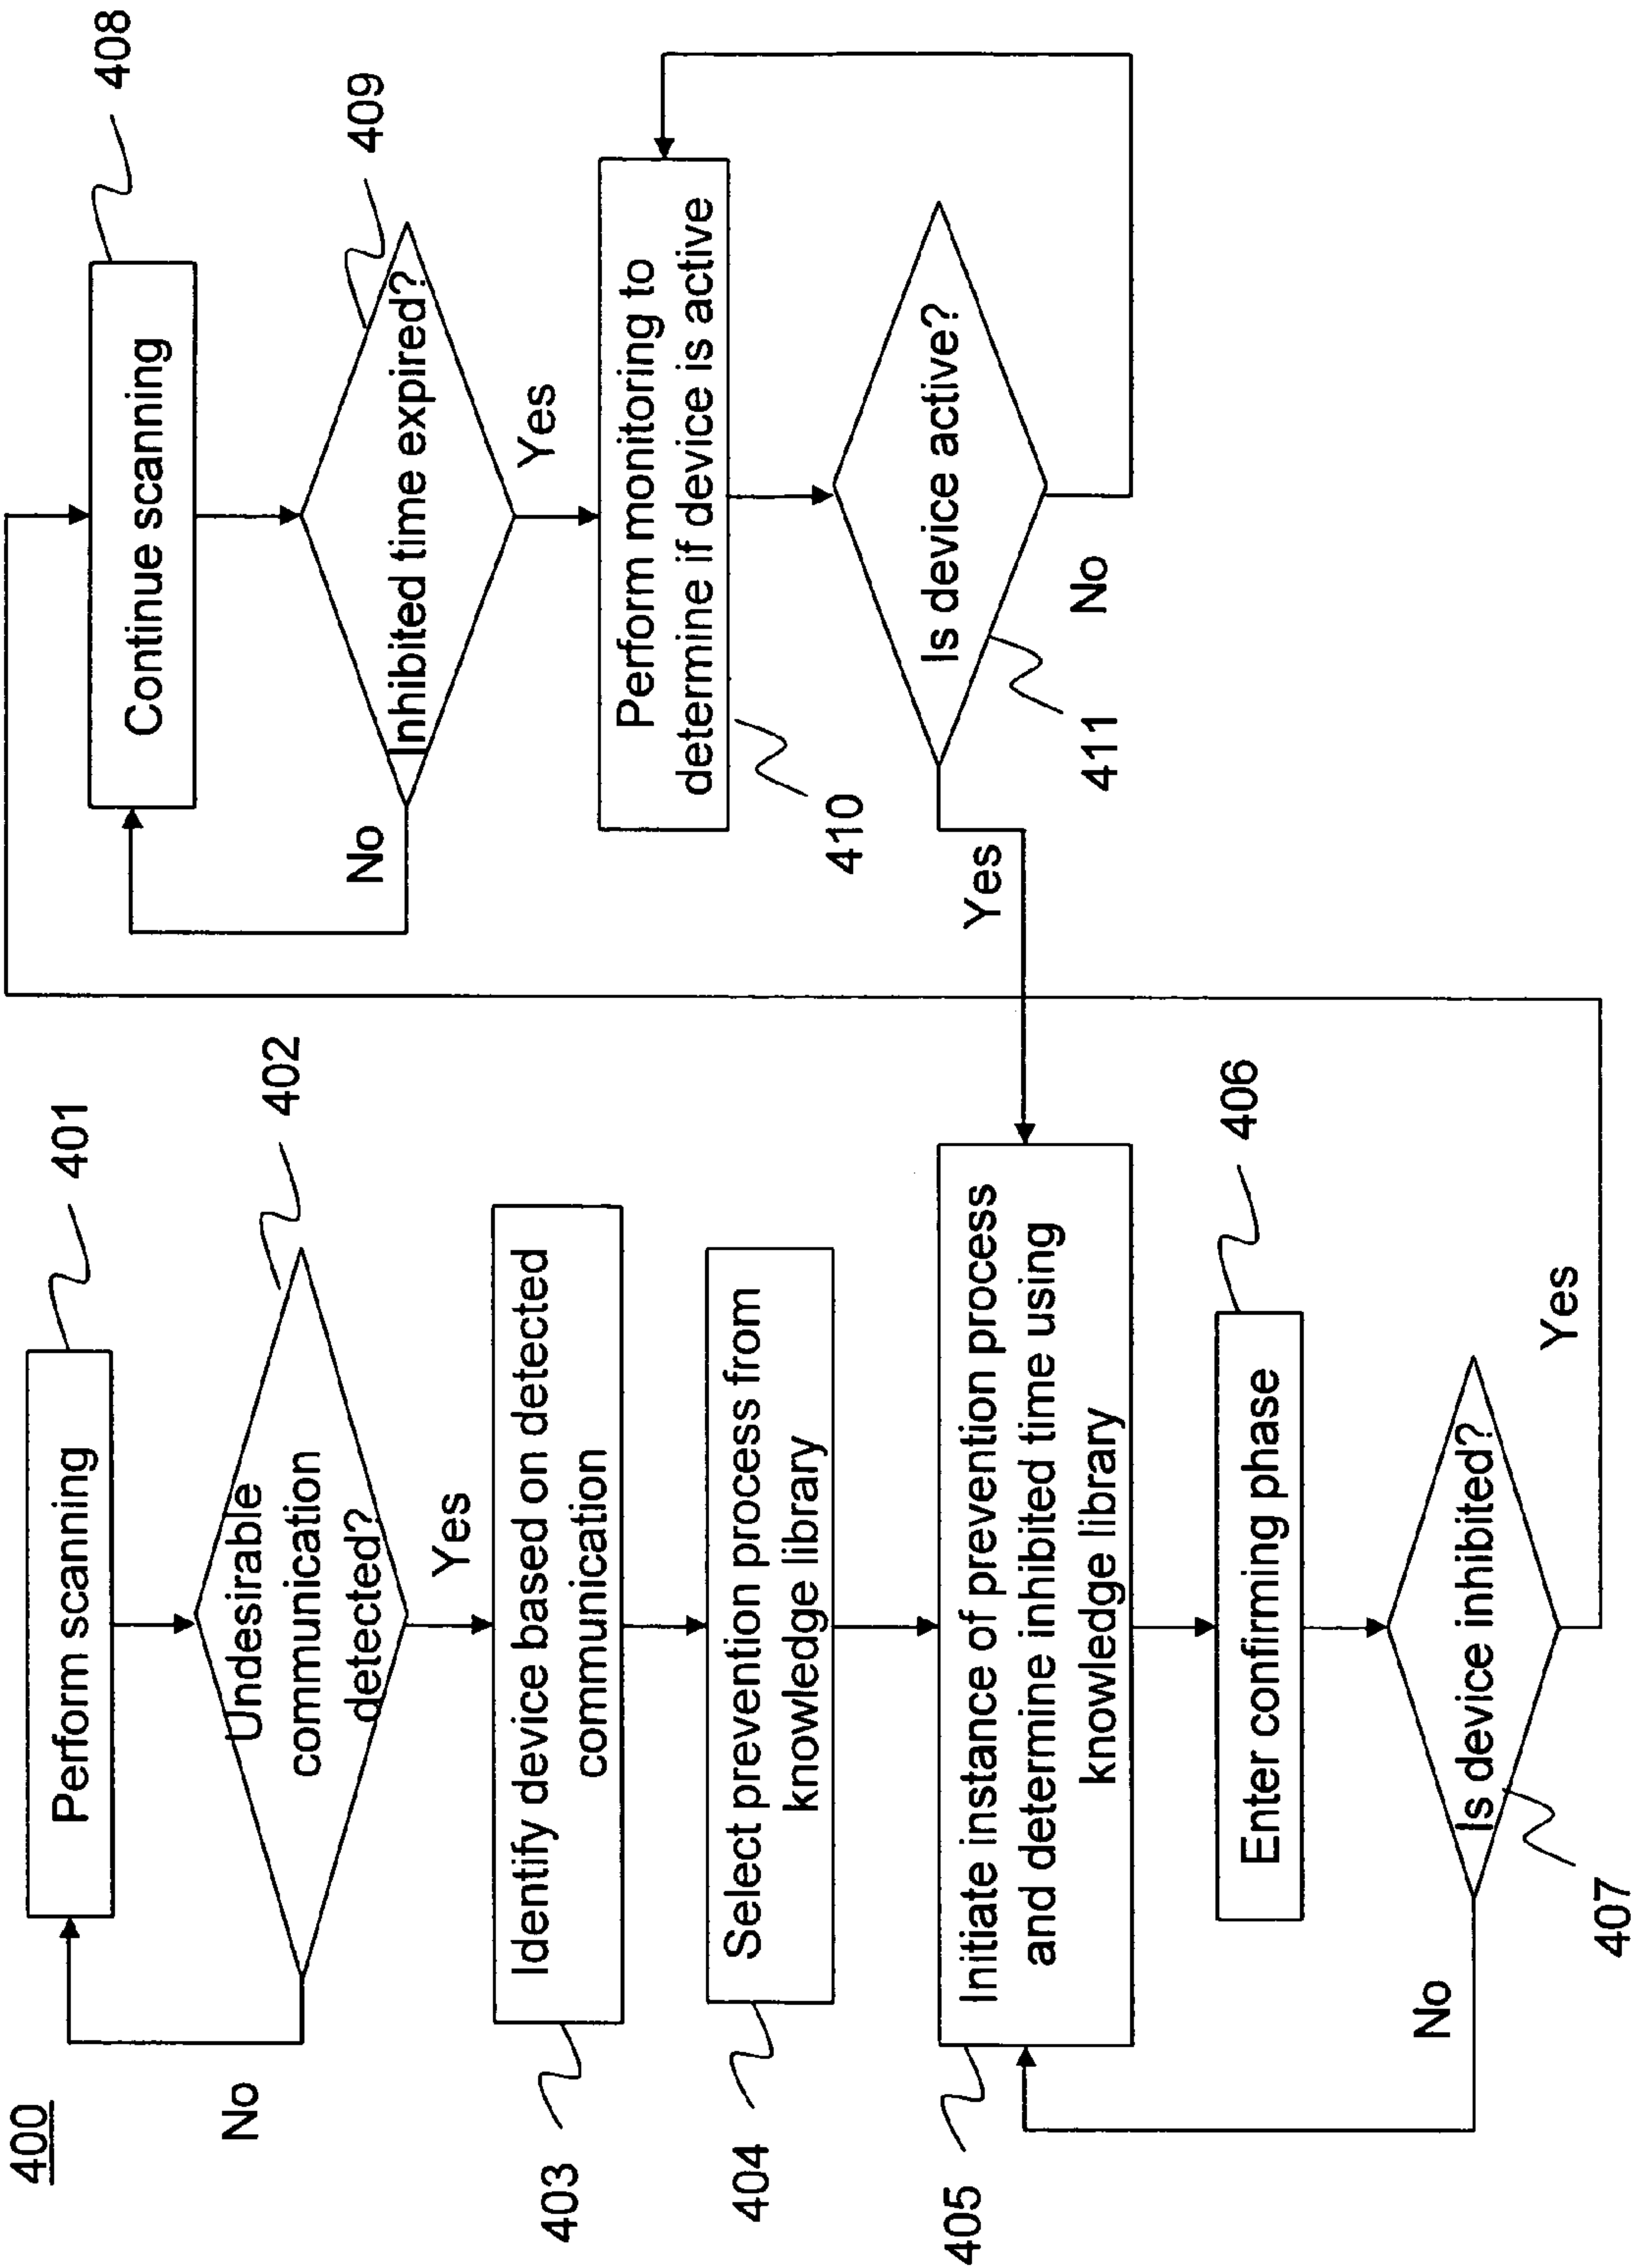 400
401
Perform scanning
402
Undesirable
communication
detected?
No
Yes
403
Identify device based on detected
communication
404
Select prevention process from
knowledge library
405
Initiate instance of prevention process
and determine inhibited time using
knowledge library
406
Enter confirming phase
407
Is device inhibited?
No
Yes
408
Continue scanning
409
Inhibited time expired?
No
Yes
410
Perform monitoring to
determine if device is active
411
Is device active?
Yes
No